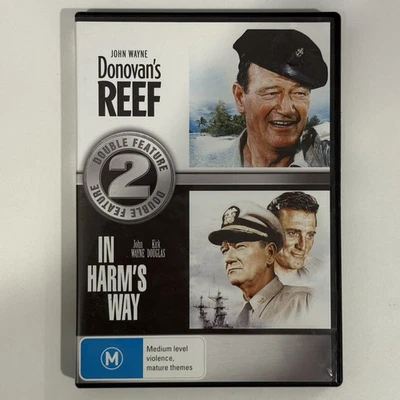 JOHN WAYNE
Donovan's
REEF
DOUBLE FEATURE
2
DOUBLE FEATURE
IN
HARM'S
WAY
John Kirk
WAYNE DOUGLAS
M
Medium level
violence,
mature themes